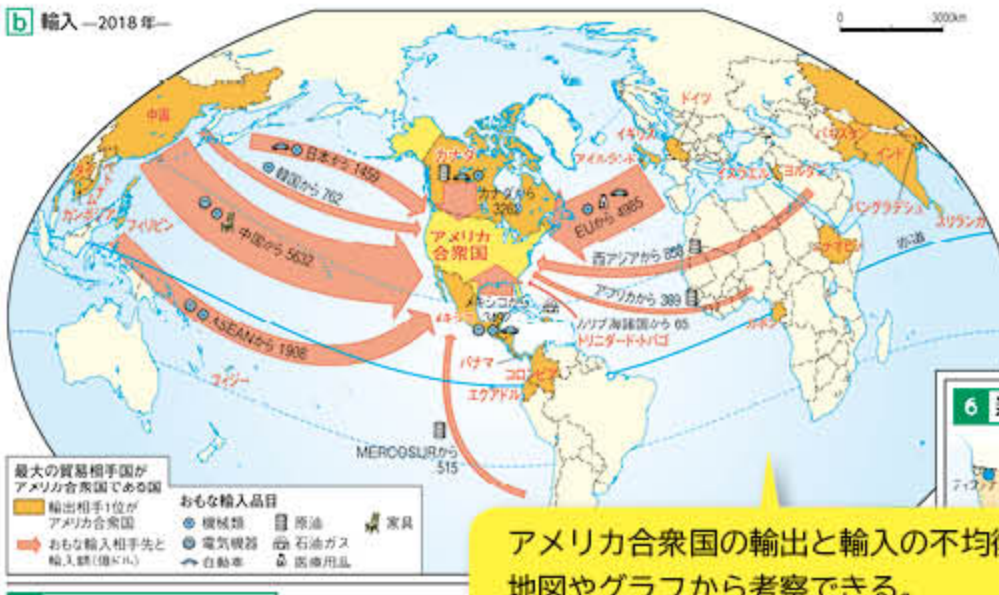 b 輸入 ―2018年―
0 3000km
中国
日本から 1459
韓国から 762
中国から 5632
ASEANから 1908
フィリピン
カンボジア
フィジー
カナダ
カナダから
アメリカ
合衆国
メキシコから
パナマ
コロンビア
エクアドル
MERCOSURから
515
カリブ海諸国から 65
トリニダード・トバゴ
アフリカから 389
西アジアから
EUから 4985
アイルランド
イギリス
ドイツ
イスラエル
ヨルダン
パキスタン
インド
バングラデシュ
スリランカ
赤道
ガボン
最大の貿易相手国が
アメリカ合衆国である国
輸出相手1位が
アメリカ合衆国
おもな輸入相手先と
輸入額(億ドル)
おもな輸入品目
機械類
電気機器
自動車
原油
石油ガス
医療用品
家具
6
アメリカ合衆国の輸出と輸入の不均
地図やグラフから考察できる。